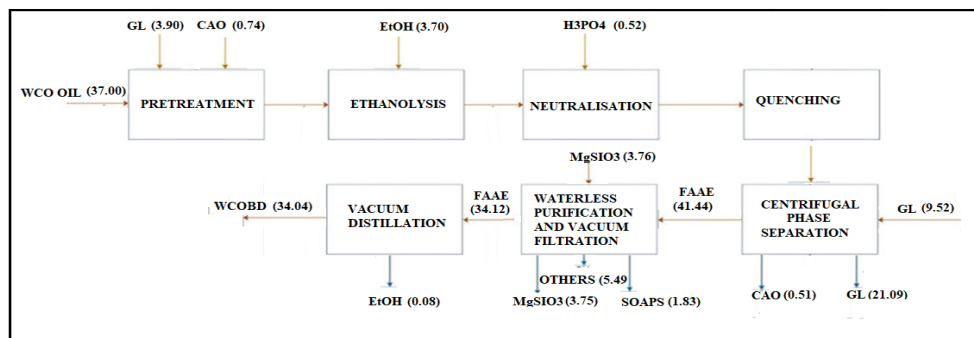 GL (3.90) CAO (0.74) EtOH (3.70) H3PO4 (0.52)
WCO OIL (37.00)
PRETREATMENT
ETHANOLYSIS
NEUTRALISATION
QUENCHING
MgSIO3 (3.76)
WCOBD (34.04)
VACUUM
DISTILLATION
FAAE
(34.12)
WATERLESS
PURIFICATION
AND VACUUM
FILTRATION
FAAE
(41.44)
CENTRIFUGAL
PHASE
SEPARATION
GL (9.52)
OTHERS (5.49
EtOH (0.08)
MgSIO3 (3.75)
SOAPS (1.83)
CAO (0.51)
GL (21.09)